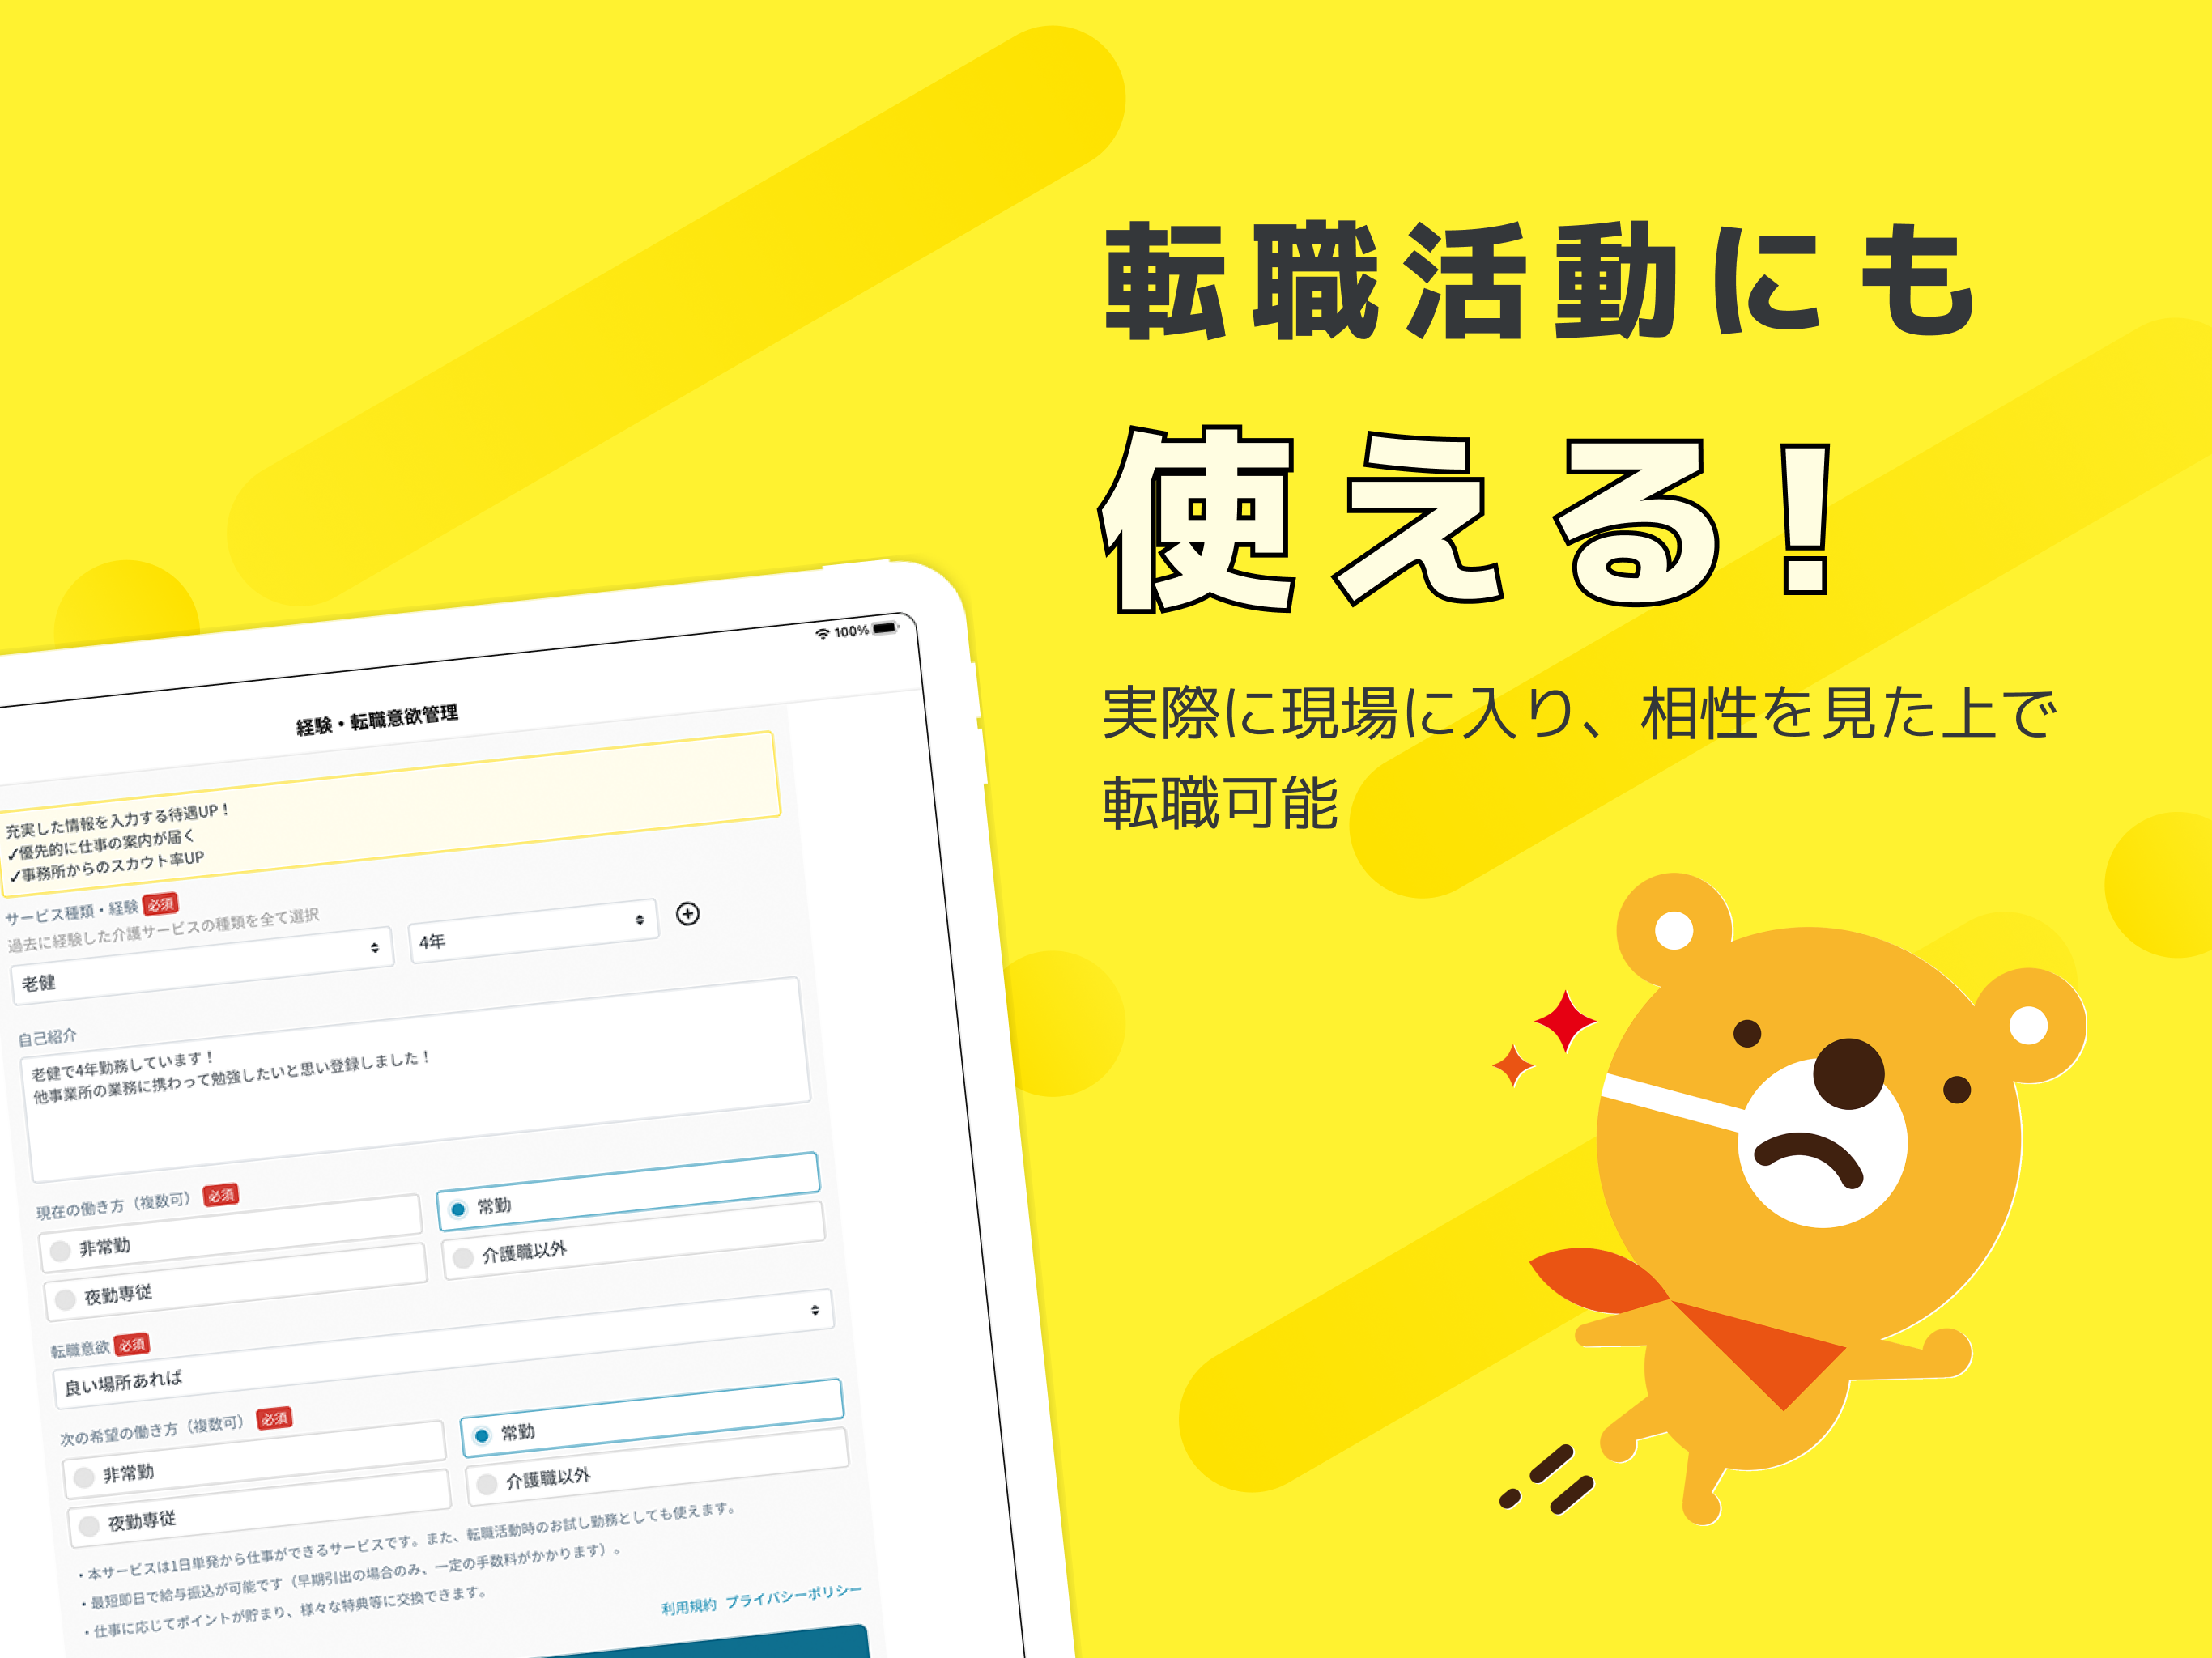 転職活動にも
使える!
実際に現場に入り、相性を見た上で
転職可能
100%
経験・転職意欲管理
充実した情報を入力する待遇UP！
✓優先的に仕事の案内が届く
✓事務所からのスカウト率UP
サービス種類・経験 必須
過去に経験した介護サービスの種類を全て選択
老健 4年
自己紹介
老健で4年勤務しています！
他事業所の業務に携わって勉強したいと思い登録しました！
現在の働き方（複数可） 必須
非常勤 常勤
夜勤専従 介護職以外
転職意欲 必須
良い場所あれば
次の希望の働き方（複数可） 必須
非常勤 常勤
夜勤専従 介護職以外
・本サービスは1日単発から仕事ができるサービスです。また、転職活動時のお試し勤務としても使えます。
・最短即日で給与振込が可能です（早期引出の場合のみ、一定の手数料がかかります）。
・仕事に応じてポイントが貯まり、様々な特典等に交換できます。
利用規約 プライバシーポリシー